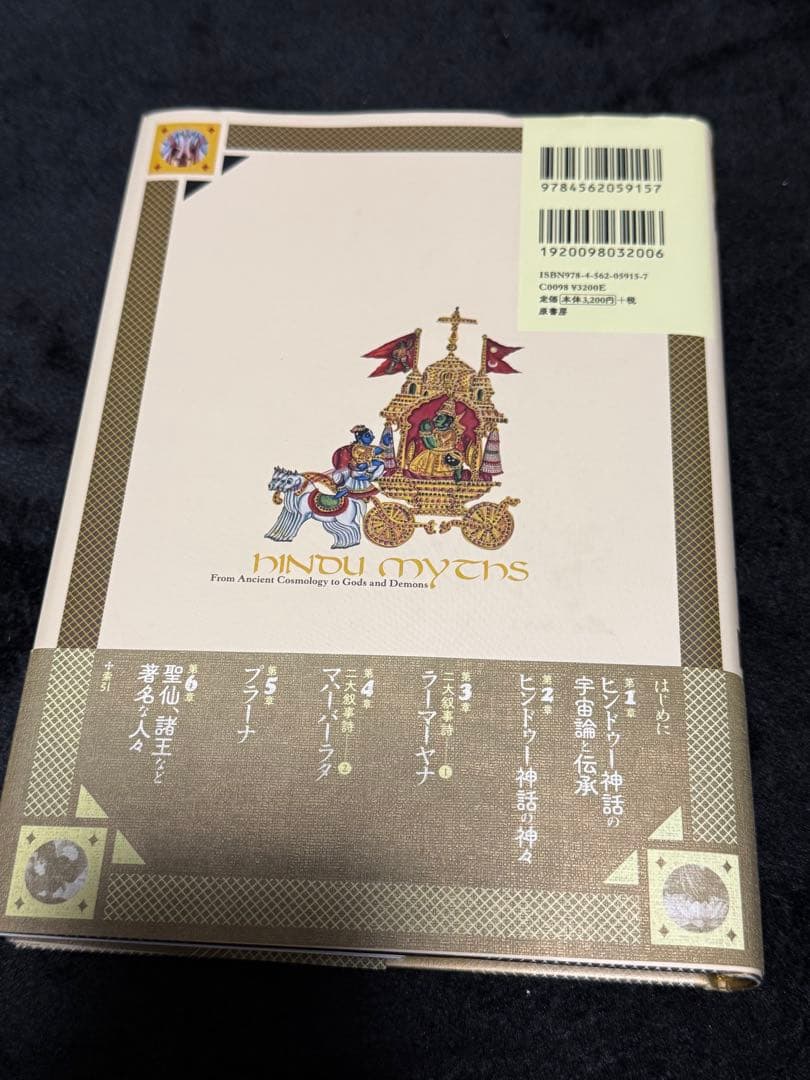 9784562059157
1920098032006
ISBN978-4-562-05915-7
C0098 ¥3200E
定価 本体3,200円 +税
原書房
HINDU MYTHS
From Ancient Cosmology to Gods and Demons
はじめに
第1章
ヒンドゥー神話の
宇宙論と伝承
第2章
ヒンドゥー神話の神々
第3章
二大叙事詩──1
ラーマーヤナ
第4章
二大叙事詩──2
マハーバーラタ
第5章
プラーナ
第6章
聖仙、諸王など
著名な人々
✢索引